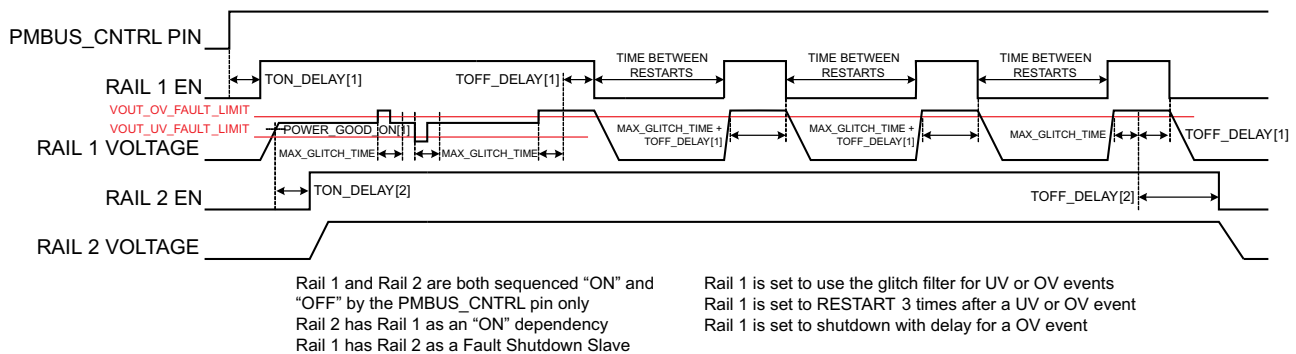 PMBUS_CNTRL PIN
TIME BETWEEN
RESTARTS
TIME BETWEEN
RESTARTS
TIME BETWEEN
RESTARTS
TON_DELAY[1]
TOFF_DELAY[1]
RAIL 1 EN
VOUT_OV_FAULT_LIMIT
VOUT_UV_FAULT_LIMIT
POWER_GOOD_ON[1]
MAX_GLITCH_TIME +
TOFF_DELAY[1]
MAX_GLITCH_TIME +
TOFF_DELAY[1]
MAX_GLITCH_TIME
TOFF_DELAY[1]
RAIL 1 VOLTAGE
MAX_GLITCH_TIME
MAX_GLITCH_TIME
TON_DELAY[2]
TOFF_DELAY[2]
RAIL 2 EN
RAIL 2 VOLTAGE
Rail 1 and Rail 2 are both sequenced “ON” and
“OFF” by the PMBUS_CNTRL pin only
Rail 2 has Rail 1 as an “ON” dependency
Rail 1 has Rail 2 as a Fault Shutdown Slave
Rail 1 is set to use the glitch filter for UV or OV events
Rail 1 is set to RESTART 3 times after a UV or OV event
Rail 1 is set to shutdown with delay for a OV event